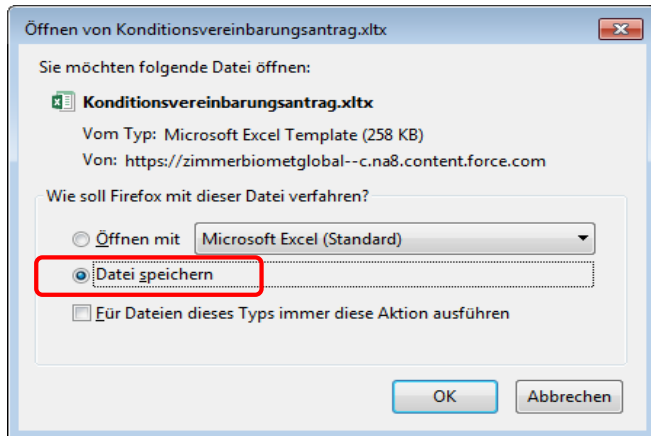 Öffnen von Konditionsvereinbarungsantrag.xltx
Sie möchten folgende Datei öffnen:
Konditionsvereinbarungsantrag.xltx
Vom Typ: Microsoft Excel Template (258 KB)
Von: https://zimmerbiometglobal--c.na8.content.force.com
Wie soll Firefox mit dieser Datei verfahren?
Öffnen mit Microsoft Excel (Standard)
Datei speichern
Für Dateien dieses Typs immer diese Aktion ausführen
OK Abbrechen